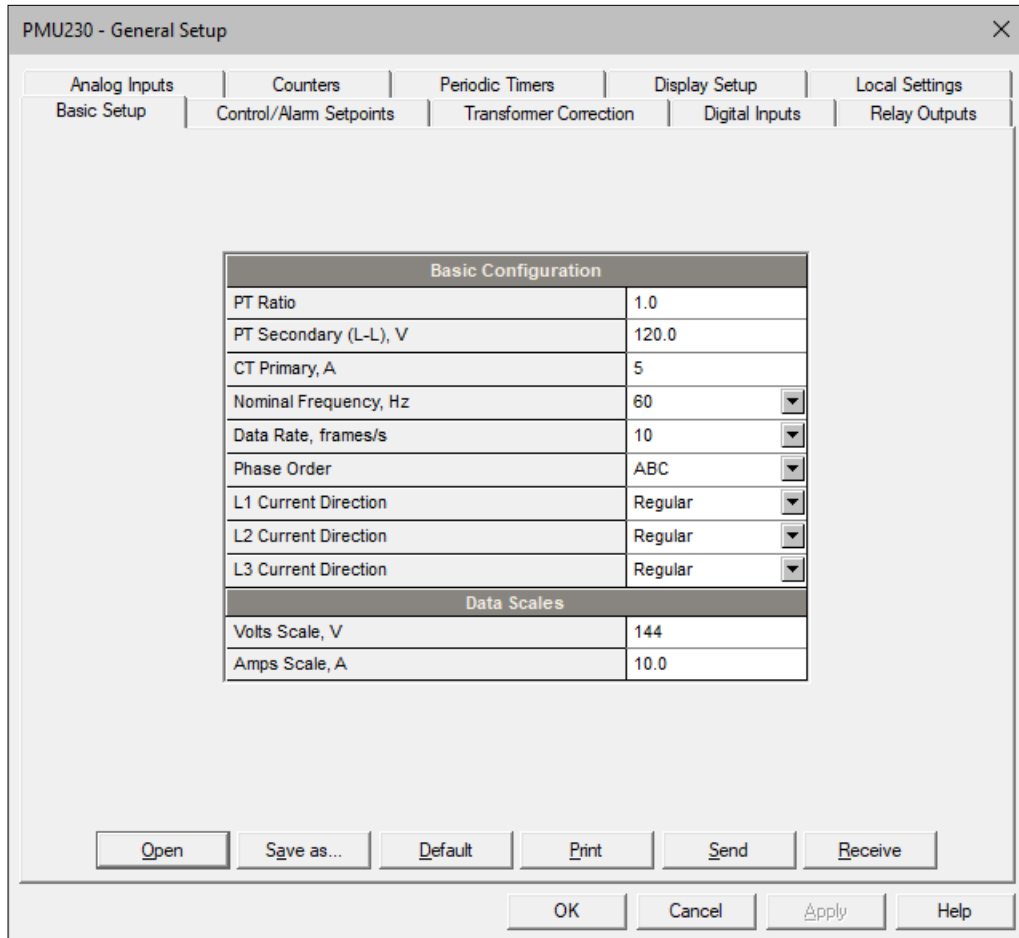 PMU230 - General Setup
Analog Inputs Counters Periodic Timers Display Setup Local Settings
Basic Setup Control/Alarm Setpoints Transformer Correction Digital Inputs Relay Outputs
Basic Configuration
PT Ratio 1.0
PT Secondary (L-L), V 120.0
CT Primary, A 5
Nominal Frequency, Hz 60
Data Rate, frames/s 10
Phase Order ABC
L1 Current Direction Regular
L2 Current Direction Regular
L3 Current Direction Regular
Data Scales
Volts Scale, V 144
Amps Scale, A 10.0
Open Save as... Default Print Send Receive
OK Cancel Apply Help